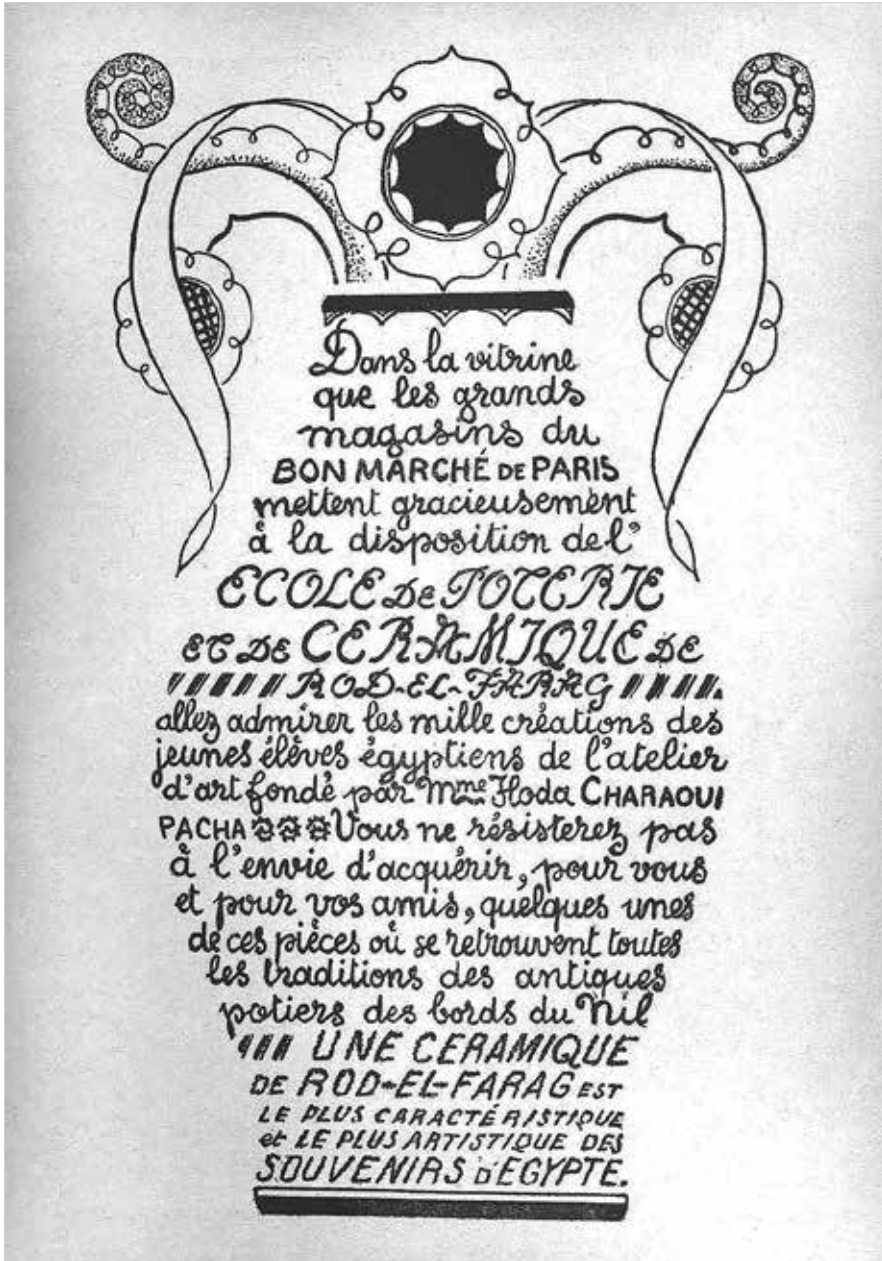 Dans la vitrine
que les grands
magasins du
BON MARCHÉ DE PARIS
mettent gracieusement
à la disposition de l'
ECOLE DE POTERIE
ET DE CERAMIQUE DE
ROD-EL-FARAG
allez admirer les mille créations des
jeunes élèves égyptiens de l'atelier
d'art fondé par Mme Hoda CHARAOUI
PACHA Vous ne résisterez pas
à l'envie d'acquérir, pour vous
et pour vos amis, quelques unes
de ces pièces où se retrouvent toutes
les traditions des antiques
potiers des bords du Nil
UNE CERAMIQUE
DE ROD-EL-FARAG EST
LE PLUS CARACTÉRISTIQUE
et LE PLUS ARTISTIQUE DES
SOUVENIRS D'EGYPTE.